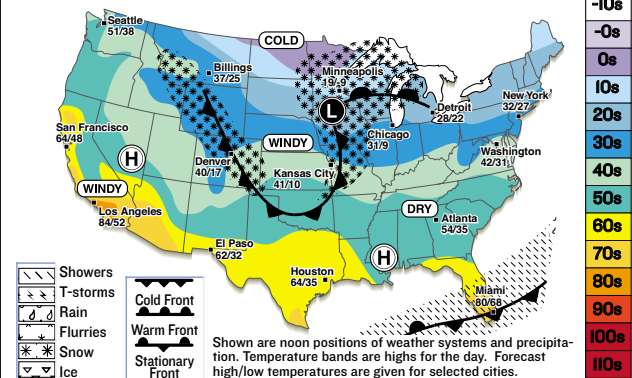 -10s
-0s
0s
10s
20s
30s
40s
50s
60s
70s
80s
90s
100s
110s
Seattle
51/38
COLD
Billings
37/25
Minneapolis
19/-9
L
Detroit
28/22
New York
32/27
San Francisco
64/48
H
WINDY
Chicago
31/9
Washington
42/31
Denver
40/17
Kansas City
41/10
WINDY
Los Angeles
84/52
DRY
Atlanta
54/35
El Paso
62/32
H
Houston
64/35
Miami
80/68
Showers
T-storms
Rain
Flurries
Snow
Ice
Cold Front
Warm Front
Stationary
Front
Shown are noon positions of weather systems and precipita-
tion. Temperature bands are highs for the day. Forecast
high/low temperatures are given for selected cities.